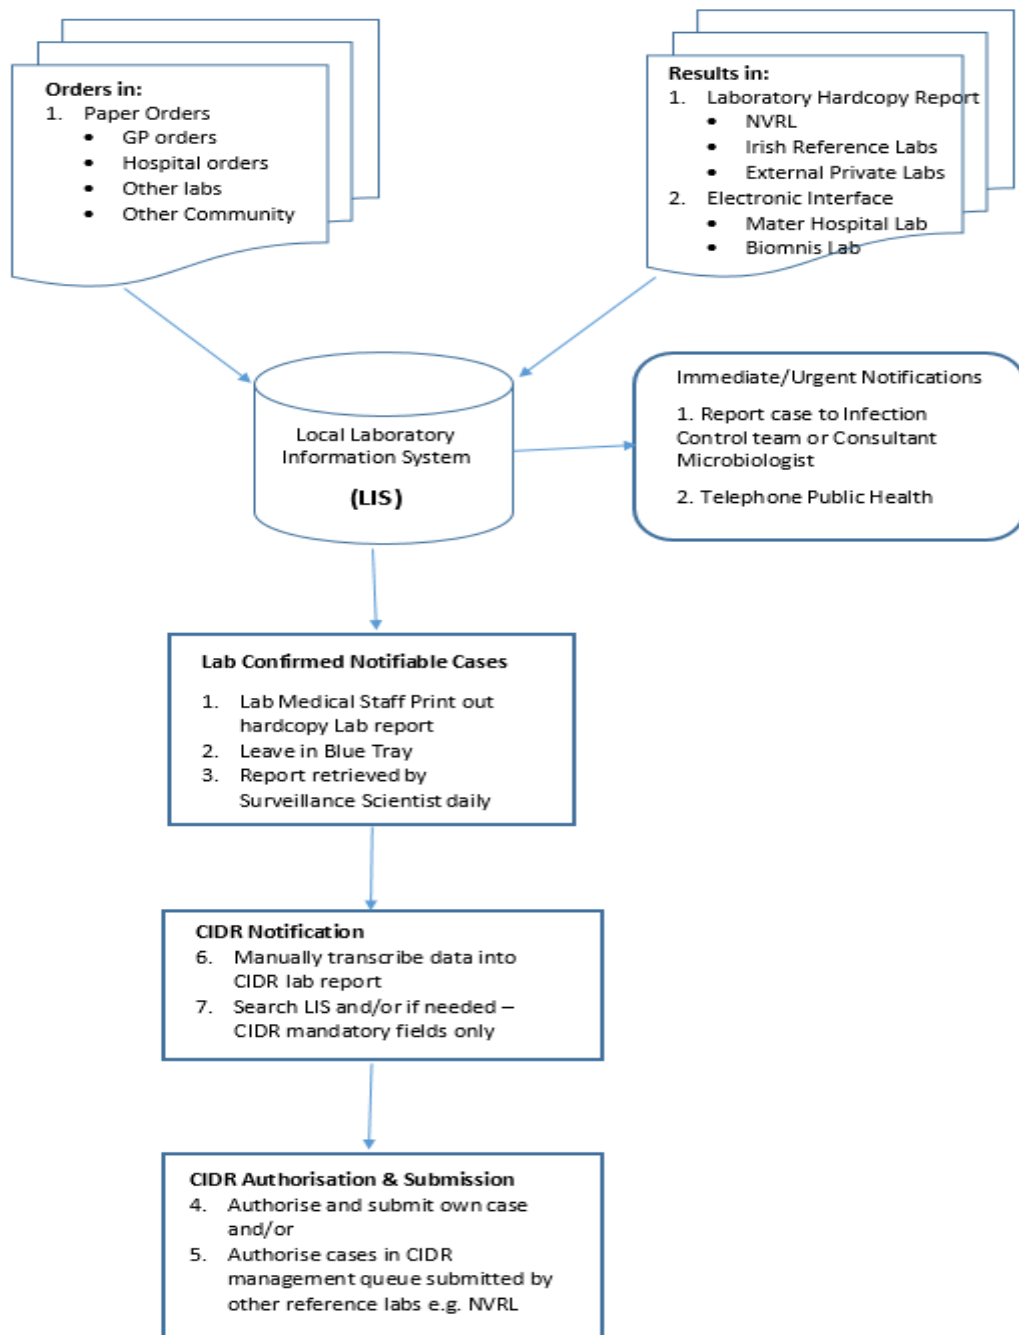 Orders in:
1. Paper Orders
• GP orders
• Hospital orders
• Other labs
• Other Community
Results in:
1. Laboratory Hardcopy Report
• NVRL
• Irish Reference Labs
• External Private Labs
2. Electronic Interface
• Mater Hospital Lab
• Biomnis Lab
Local Laboratory
Information System
(LIS)
Immediate/Urgent Notifications
1. Report case to Infection
Control team or Consultant
Microbiologist
2. Telephone Public Health
Lab Confirmed Notifiable Cases
1. Lab Medical Staff Print out
hardcopy Lab report
2. Leave in Blue Tray
3. Report retrieved by
Surveillance Scientist daily
CIDR Notification
6. Manually transcribe data into
CIDR lab report
7. Search LIS and/or if needed –
CIDR mandatory fields only
CIDR Authorisation & Submission
4. Authorise and submit own case
and/or
5. Authorise cases in CIDR
management queue submitted by
other reference labs e.g. NVRL